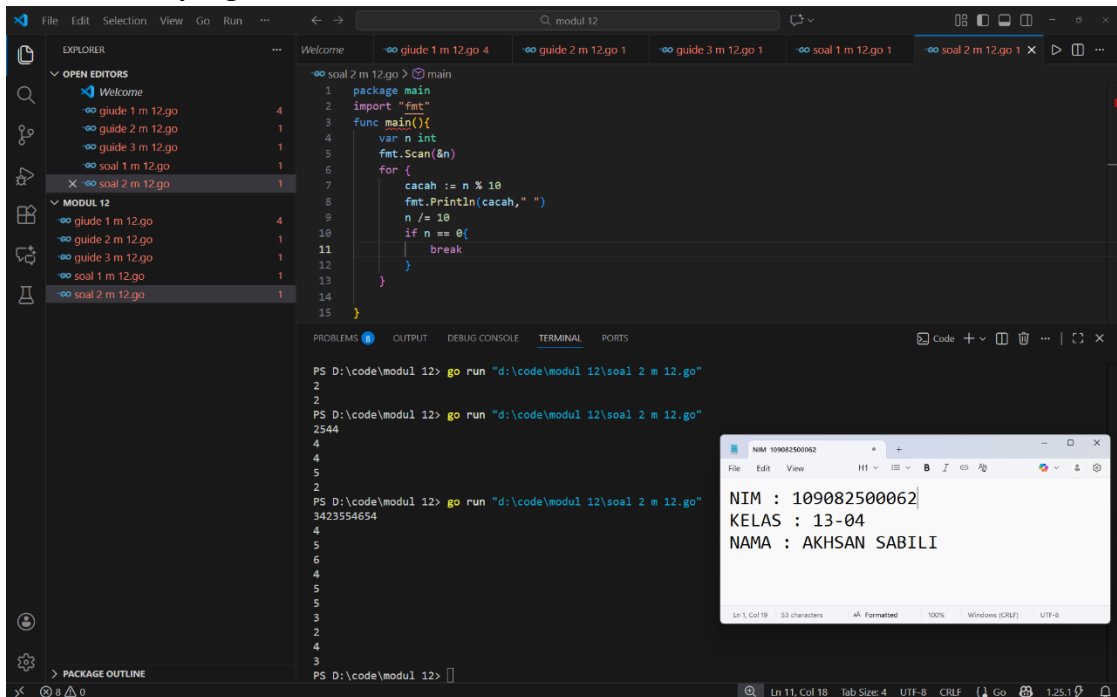 File Edit Selection View Go Run ... modul 12
EXPLORER
OPEN EDITORS
Welcome
giude 1 m 12.go 4
guide 2 m 12.go 1
guide 3 m 12.go 1
soal 1 m 12.go 1
soal 2 m 12.go 1
MODUL 12
giude 1 m 12.go 4
guide 2 m 12.go 1
guide 3 m 12.go 1
soal 1 m 12.go 1
soal 2 m 12.go 1
PACKAGE OUTLINE
Welcome giude 1 m 12.go 4 guide 2 m 12.go 1 guide 3 m 12.go 1 soal 1 m 12.go 1 soal 2 m 12.go 1
soal 2 m 12.go > main
1 package main
2 import "fmt"
3 func main(){
4 var n int
5 fmt.Scan(&n)
6 for {
7 cacah := n % 10
8 fmt.Println(cacah," ")
9 n /= 10
10 if n == 0{
11 break
12 }
13 }
14
15 }
PROBLEMS 8 OUTPUT DEBUG CONSOLE TERMINAL PORTS Code
PS D:\code\modul 12> go run "d:\code\modul 12\soal 2 m 12.go"
2
2
PS D:\code\modul 12> go run "d:\code\modul 12\soal 2 m 12.go"
2544
4
4
5
2
PS D:\code\modul 12> go run "d:\code\modul 12\soal 2 m 12.go"
3423554654
4
5
6
4
5
5
3
2
4
3
PS D:\code\modul 12>
NIM 109082500062
File Edit View H1 B I
NIM : 109082500062
KELAS : 13-04
NAMA : AKHSAN SABILI
Ln 1, Col 19 53 characters Formatted 100% Windows (CRLF) UTF-8
8 0 Ln 11, Col 18 Tab Size: 4 UTF-8 CRLF Go 1.25.1